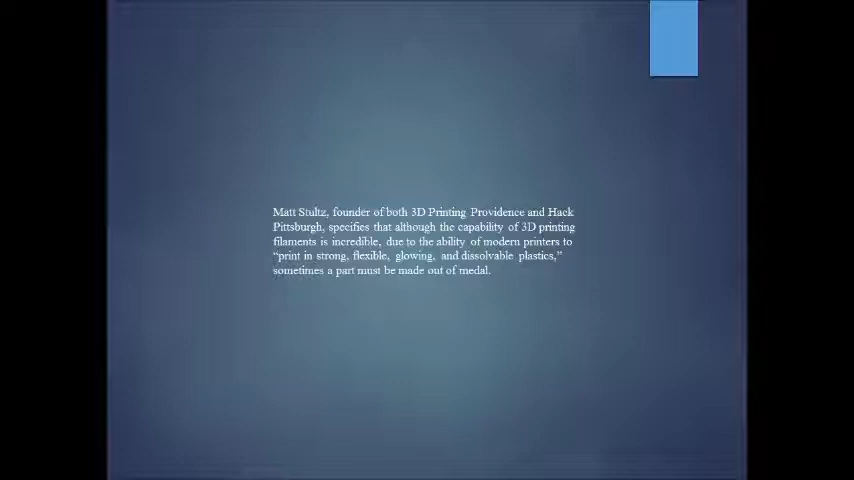 Matt Stultz, founder of both 3D Printing Providence and Hack
Pittsburgh, specifies that although the capability of 3D printing
filaments is incredible, due to the ability of modern printers to
“print in strong, flexible, glowing, and dissolvable plastics,”
sometimes a part must be made out of medal.